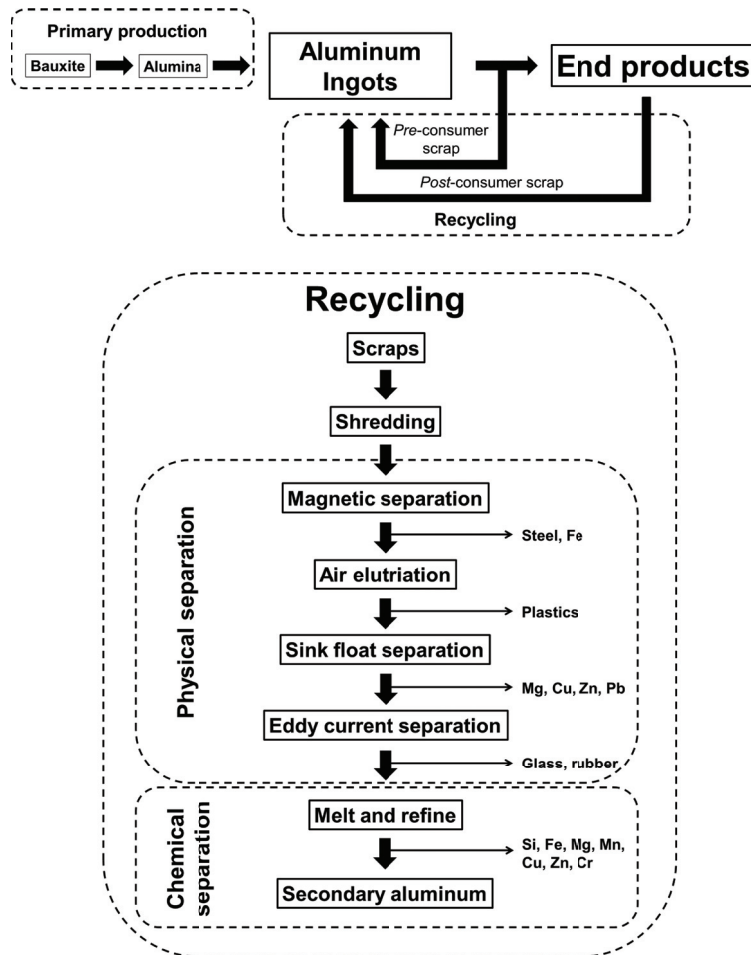 Primary production
Bauxite
Alumina
Aluminum
Ingots
End products
Pre-consumer
scrap
Post-consumer scrap
Recycling
Recycling
Scraps
Shredding
Physical separation
Magnetic separation
Steel, Fe
Air elutriation
Plastics
Sink float separation
Mg, Cu, Zn, Pb
Eddy current separation
Glass, rubber
Chemical
separation
Melt and refine
Si, Fe, Mg, Mn,
Cu, Zn, Cr
Secondary aluminum